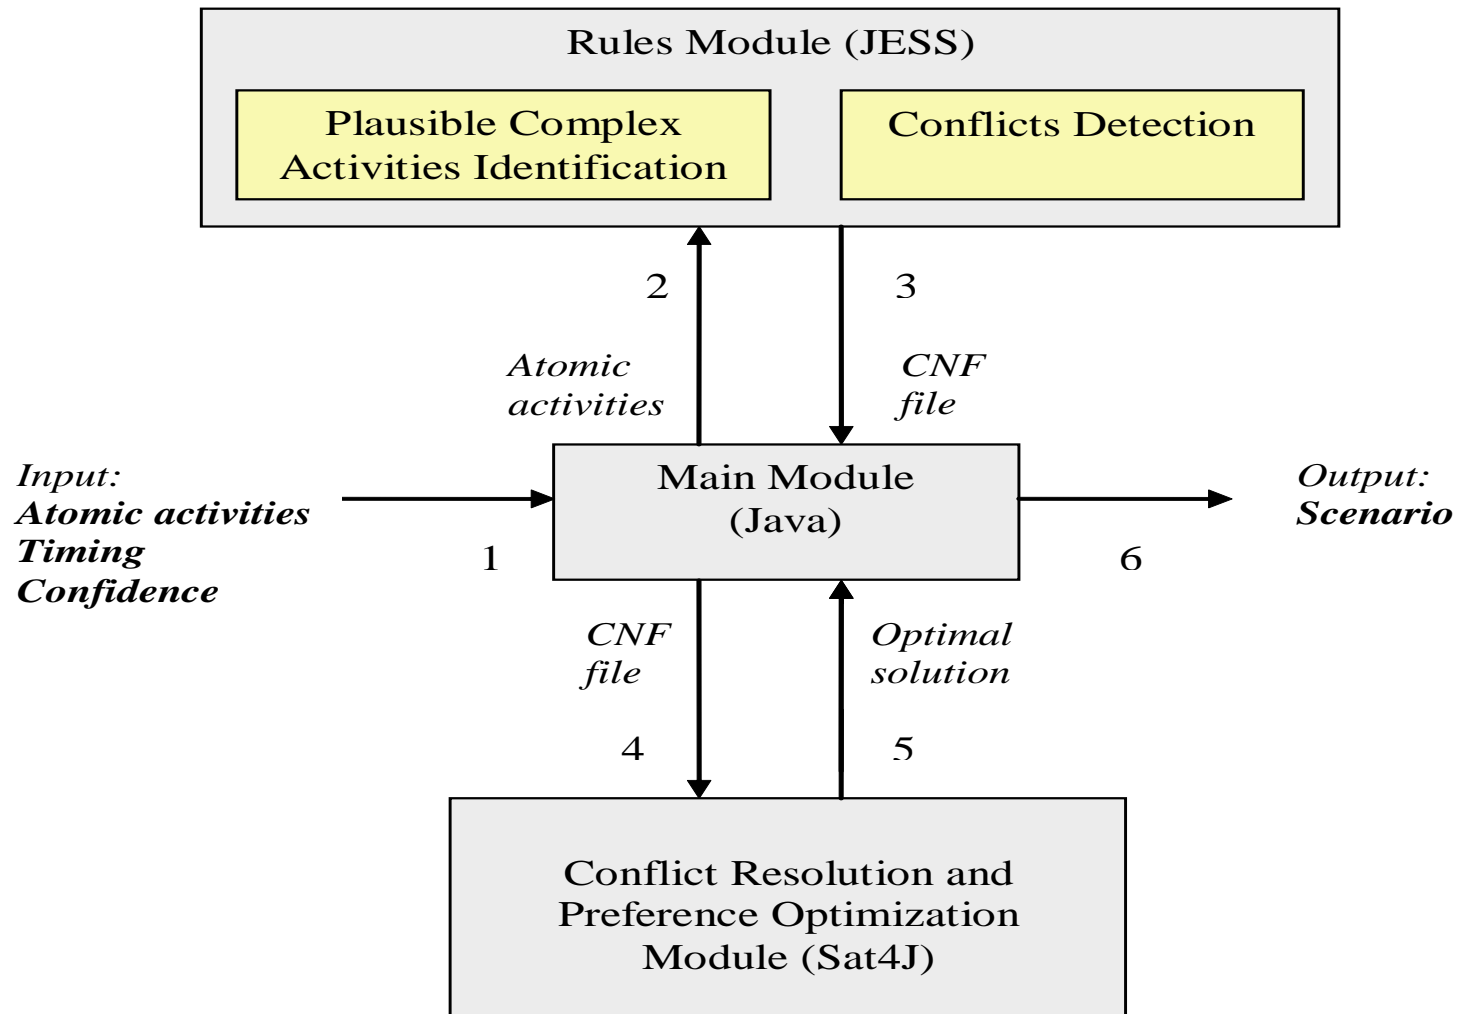 Rules Module (JESS)
Plausible Complex
Activities Identification
Conflicts Detection
2
3
Atomic
activities
CNF
file
Input:
Atomic activities
Timing
Confidence
1
Main Module
(Java)
Output:
Scenario
6
CNF
file
Optimal
solution
4
5
Conflict Resolution and
Preference Optimization
Module (Sat4J)